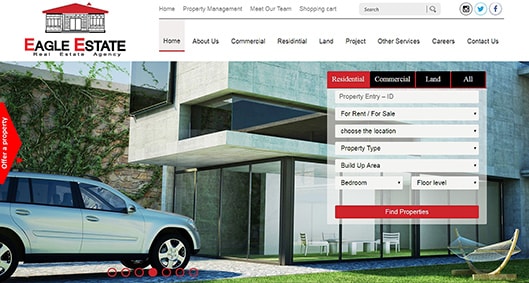 Home Property Management Meet Our Team Shopping cart
Search
EAGLE ESTATE
Real Estate Agency
Home About Us Commercial Residintial Land Project Other Services Careers Contact Us
Offer a property
Residential Commercial Land All
Property Entry – ID
For Rent / For Sale
choose the location
Property Type
Build Up Area
Bedroom Floor level
Find Properties